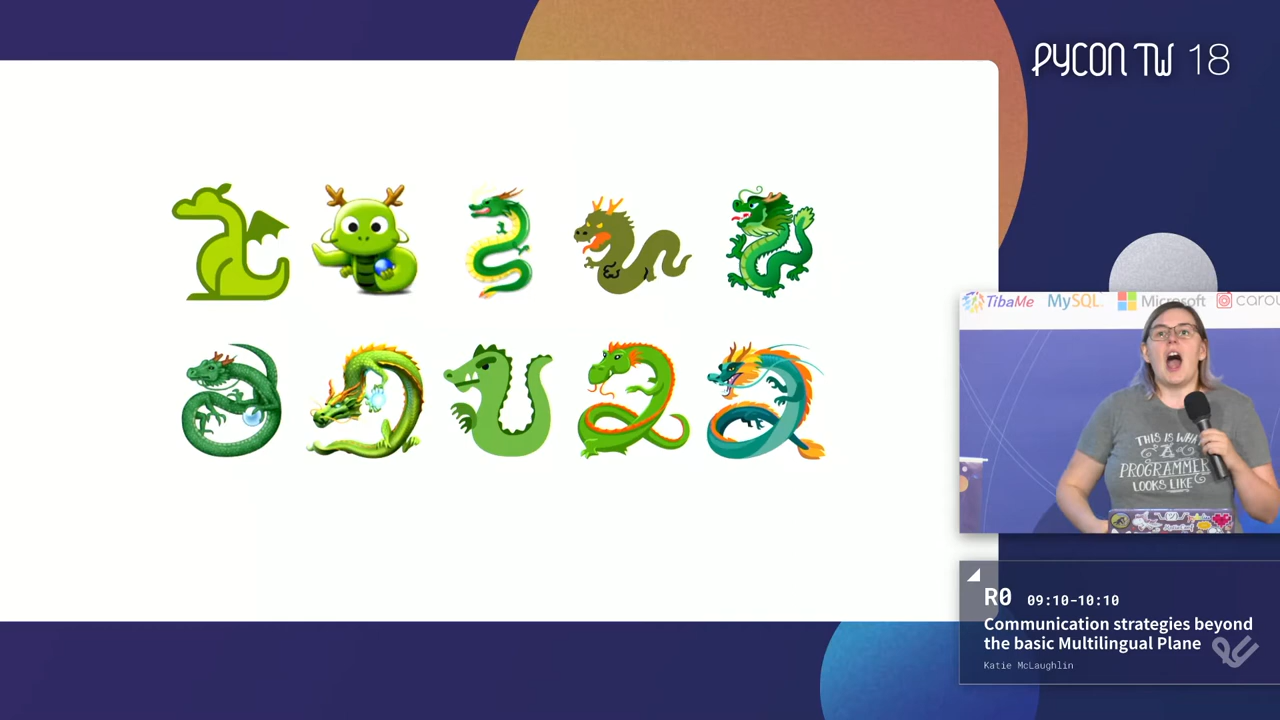 PYCON TW 18
TibaMe MySQL Microsoft
THIS IS WHAT
A
PROGRAMMER
LOOKS LIKE
R0 09:10-10:10
Communication strategies beyond
the basic Multilingual Plane
Katie McLaughlin